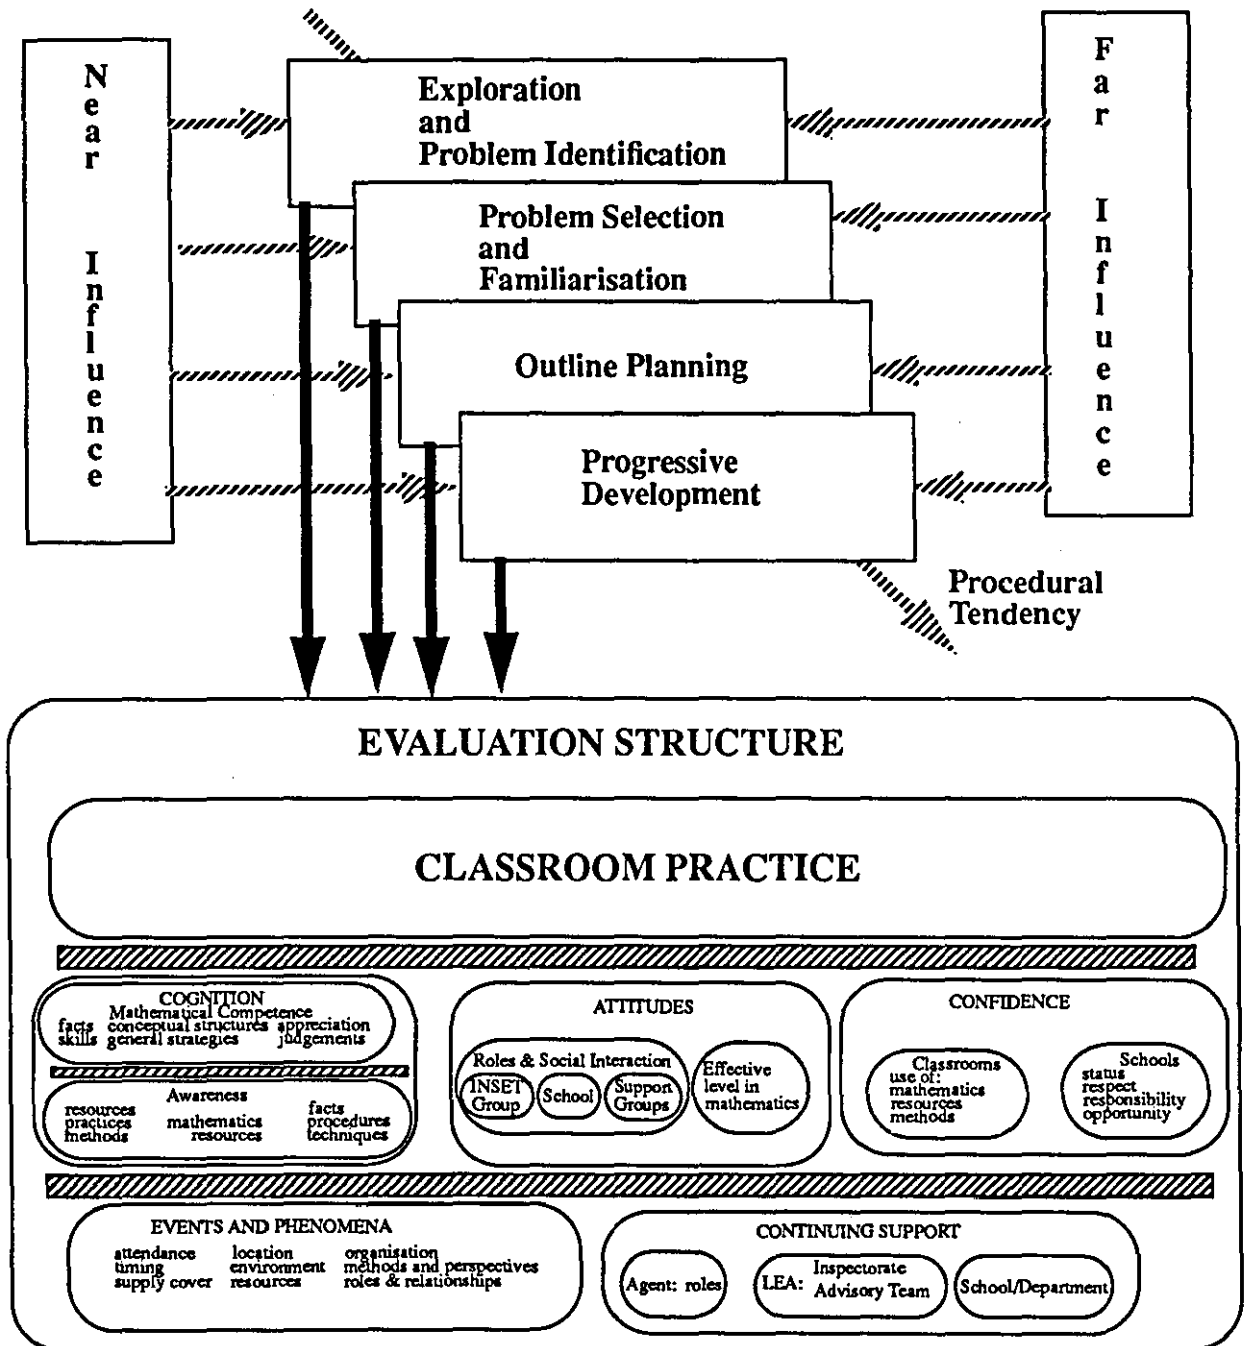 Near Influence
Far Influence
Exploration
and
Problem Identification
Problem Selection
and
Familiarisation
Outline Planning
Progressive
Development
Procedural
Tendency
EVALUATION STRUCTURE
CLASSROOM PRACTICE
COGNITION
Mathematical Competence
facts conceptual structures appreciation
skills general strategies judgements
Awareness
resources facts
practices mathematics procedures
methods resources techniques
ATTITUDES
Roles & Social Interaction
INSET
Group
School
Support
Groups
Effective
level in
mathematics
CONFIDENCE
Classrooms
use of:
mathematics
resources
methods
Schools
status
respect
responsibility
opportunity
EVENTS AND PHENOMENA
attendance location organisation
timing environment methods and perspectives
supply cover resources roles & relationships
CONTINUING SUPPORT
Agent: roles
LEA: Inspectorate
Advisory Team
School/Department